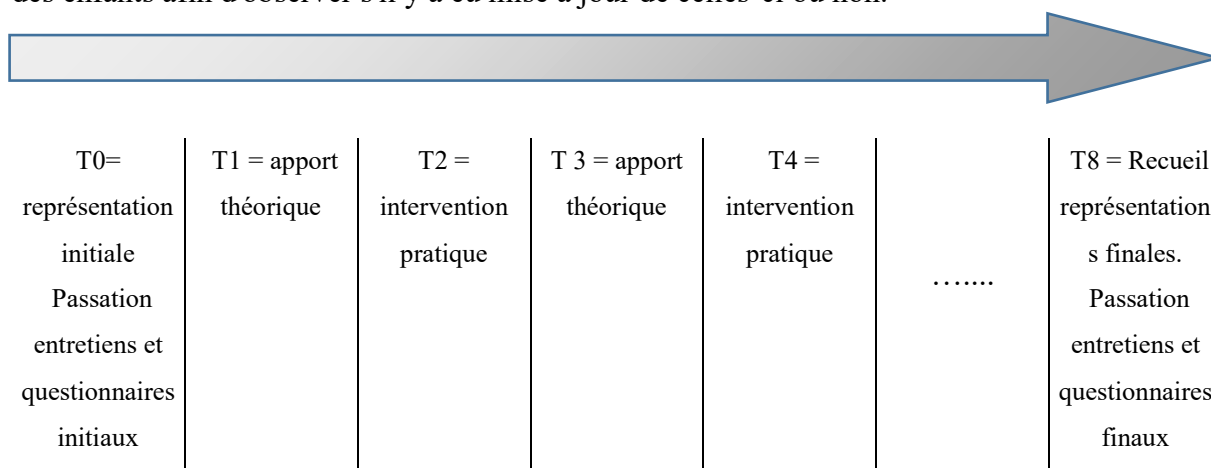 des enfants afin d'observer s'il y a eu mise à jour de celles-ci ou non.
T0=
représentation
initiale
Passation
entretiens et
questionnaires
initiaux
T1 = apport
théorique
T2 =
intervention
pratique
T 3 = apport
théorique
T4 =
intervention
pratique
…....
T8 = Recueil
représentation
s finales.
Passation
entretiens et
questionnaires
finaux